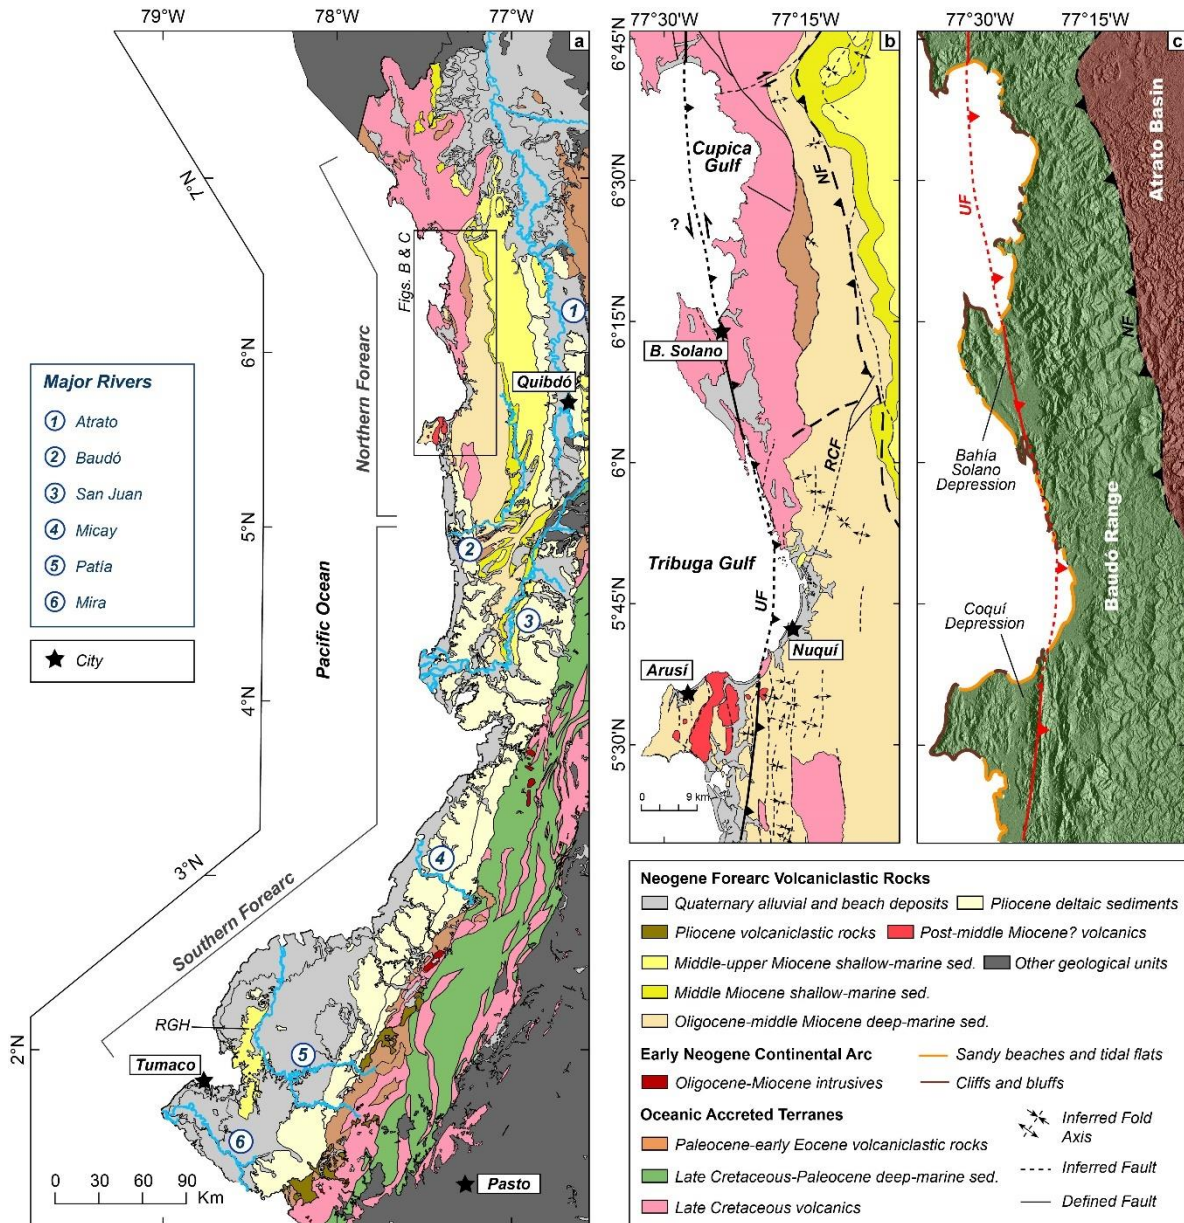 79°W
78°W
77°W
a
7°N
6°N
5°N
4°N
3°N
2°N
Northern Forearc
Southern Forearc
Pacific Ocean
Figs. B & C
Quibdó
1
2
3
4
5
6
RGH
Tumaco
Pasto
0 30 60 90
Km
Major Rivers
1 Atrato
2 Baudó
3 San Juan
4 Micay
5 Patía
6 Mira
City
77°30'W
77°15'W
b
6°45'N
6°30'N
6°15'N
6°N
5°45'N
5°30'N
Cupica
Gulf
NF
?
B. Solano
RCF
Tribuga Gulf
UF
Nuquí
Arusí
0 9 km
77°30'W
77°15'W
c
Atrato Basin
UF
NF
Bahía
Solano
Depression
Baudó Range
Coquí
Depression
Neogene Forearc Volcaniclastic Rocks
Quaternary alluvial and beach deposits
Pliocene deltaic sediments
Pliocene volcaniclastic rocks
Post-middle Miocene? volcanics
Middle-upper Miocene shallow-marine sed.
Other geological units
Middle Miocene shallow-marine sed.
Oligocene-middle Miocene deep-marine sed.
Early Neogene Continental Arc
Sandy beaches and tidal flats
Oligocene-Miocene intrusives
Cliffs and bluffs
Oceanic Accreted Terranes
Inferred Fold
Axis
Paleocene-early Eocene volcaniclastic rocks
Late Cretaceous-Paleocene deep-marine sed.
Inferred Fault
Late Cretaceous volcanics
Defined Fault